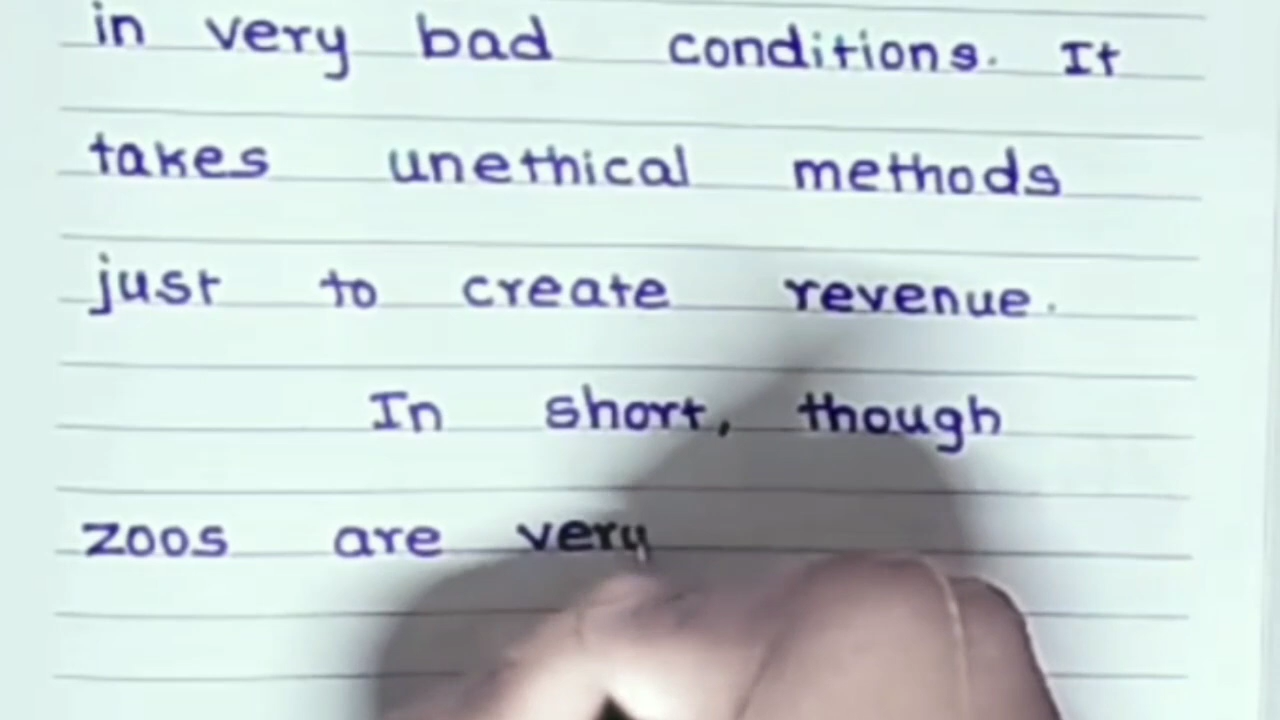 in very bad conditions. It
takes unethical methods
just to create revenue.
In short, though
zoos are very